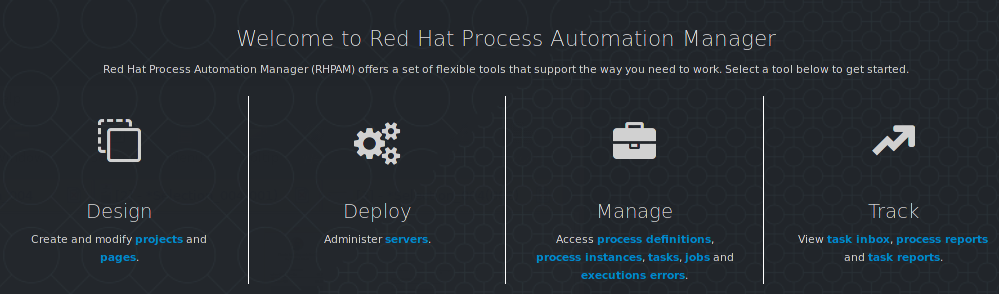 Welcome to Red Hat Process Automation Manager
Red Hat Process Automation Manager (RHPAM) offers a set of flexible tools that support the way you need to work. Select a tool below to get started.
Design
Create and modify projects and
pages.
Deploy
Administer servers.
Manage
Access process definitions,
process instances, tasks, jobs and
executions errors.
Track
View task inbox, process reports
and task reports.